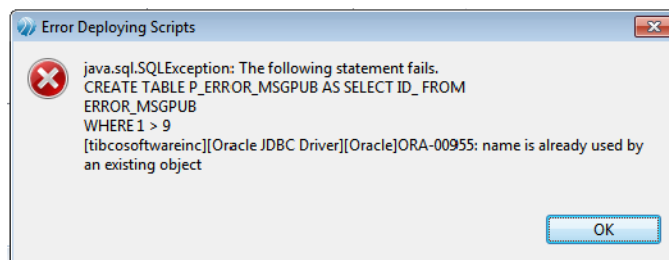 Error Deploying Scripts
java.sql.SQLException: The following statement fails.
CREATE TABLE P_ERROR_MSGPUB AS SELECT ID_ FROM
ERROR_MSGPUB
WHERE 1 > 9
[tibcosoftwareinc][Oracle JDBC Driver][Oracle]ORA-00955: name is already used by
an existing object
OK